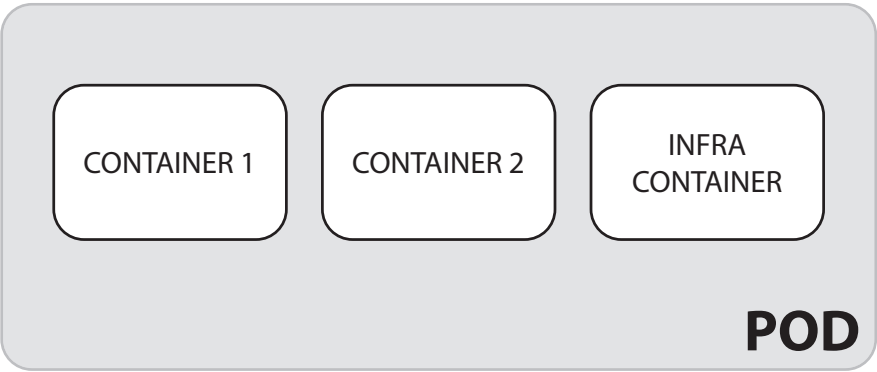 CONTAINER 1
CONTAINER 2
INFRA
CONTAINER
POD